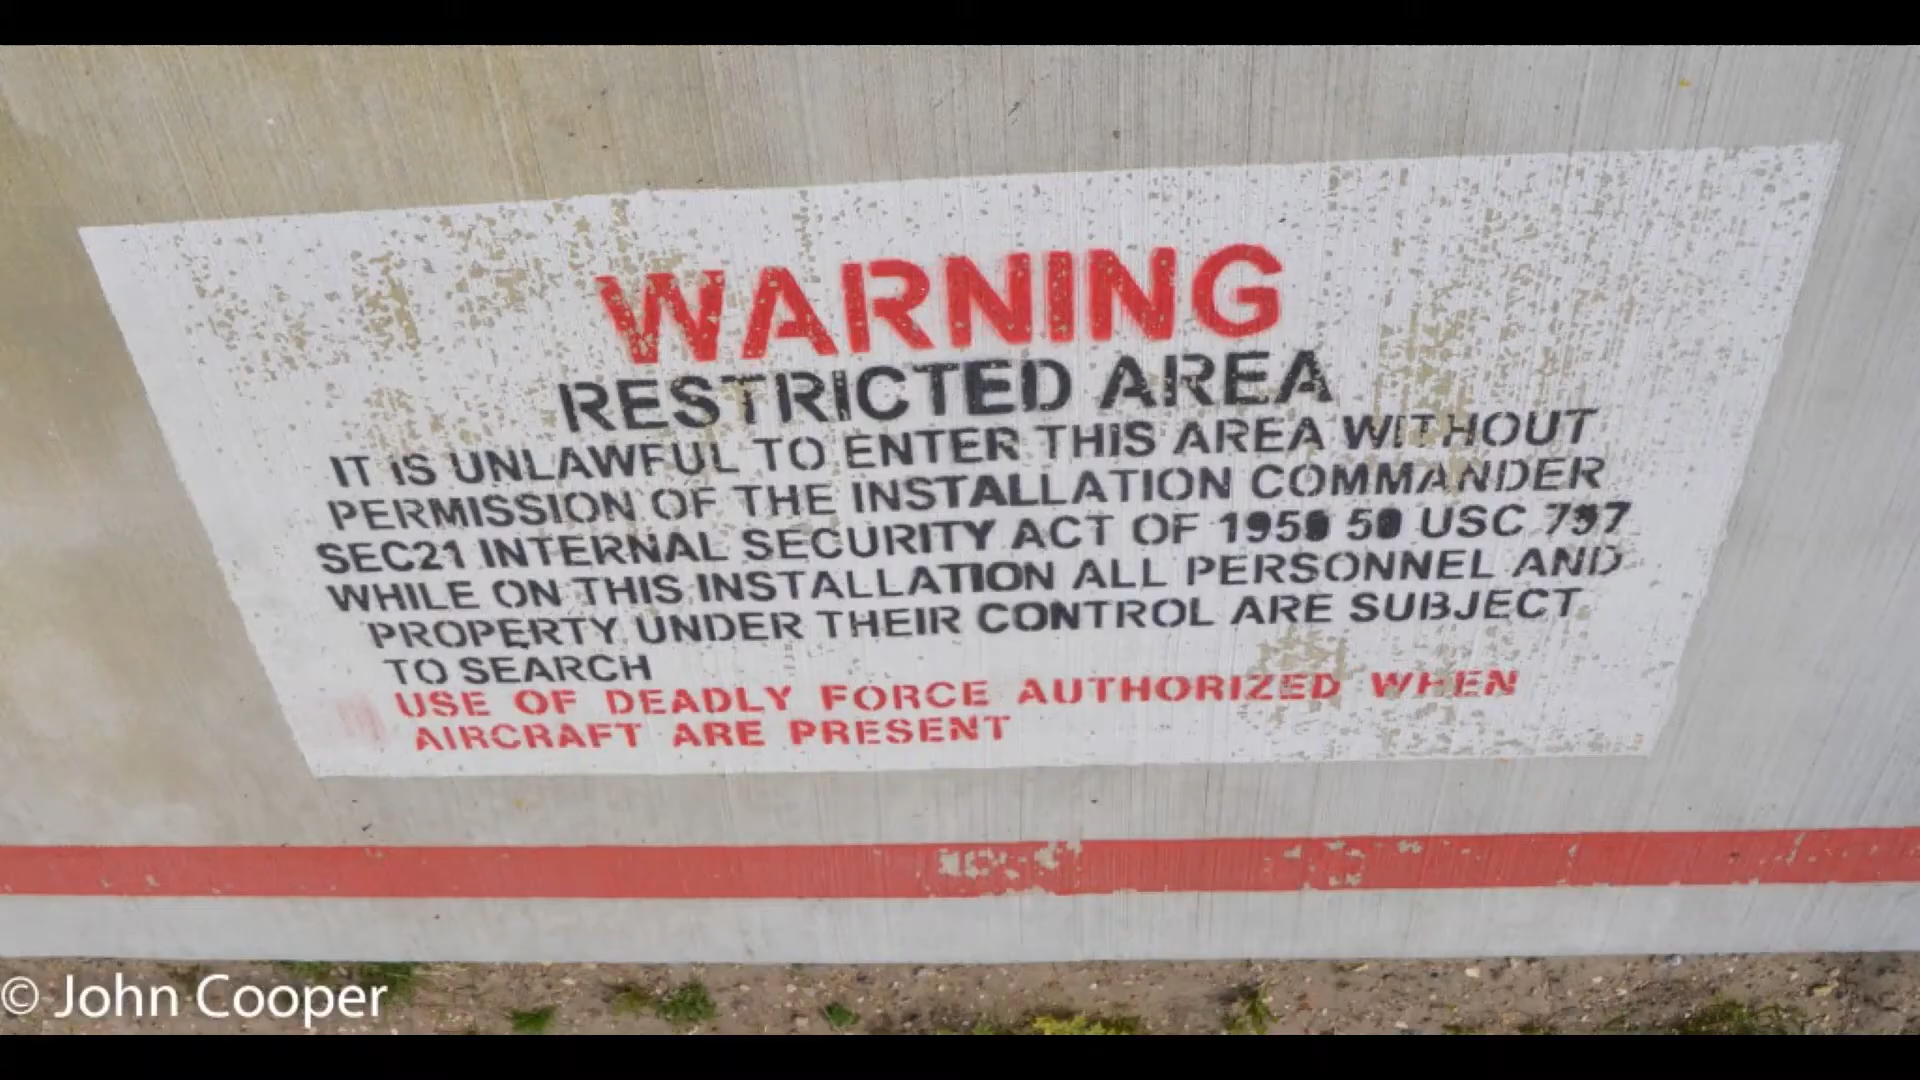 WARNING
RESTRICTED AREA
IT IS UNLAWFUL TO ENTER THIS AREA WITHOUT
PERMISSION OF THE INSTALLATION COMMANDER
SEC21 INTERNAL SECURITY ACT OF 1950 50 USC 797
WHILE ON THIS INSTALLATION ALL PERSONNEL AND
PROPERTY UNDER THEIR CONTROL ARE SUBJECT
TO SEARCH
USE OF DEADLY FORCE AUTHORIZED WHEN
AIRCRAFT ARE PRESENT
© John Cooper